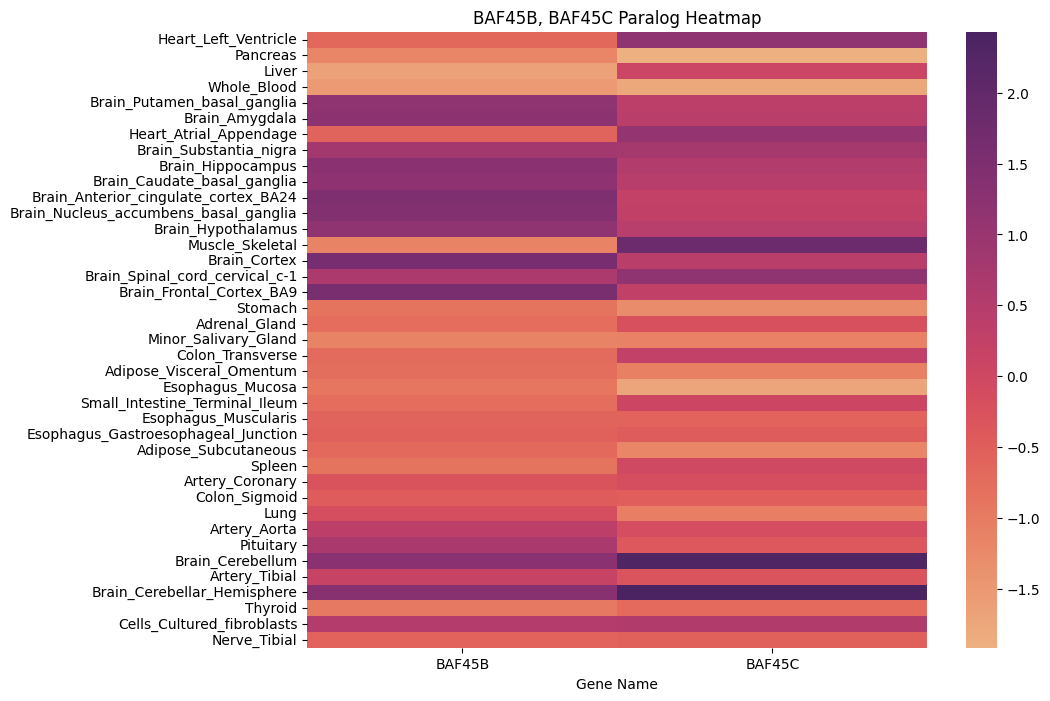 BAF45B, BAF45C Paralog Heatmap
Heart_Left_Ventricle
Pancreas
Liver
Whole_Blood
Brain_Putamen_basal_ganglia
Brain_Amygdala
Heart_Atrial_Appendage
Brain_Substantia_nigra
Brain_Hippocampus
Brain_Caudate_basal_ganglia
Brain_Anterior_cingulate_cortex_BA24
Brain_Nucleus_accumbens_basal_ganglia
Brain_Hypothalamus
Muscle_Skeletal
Brain_Cortex
Brain_Spinal_cord_cervical_c-1
Brain_Frontal_Cortex_BA9
Stomach
Adrenal_Gland
Minor_Salivary_Gland
Colon_Transverse
Adipose_Visceral_Omentum
Esophagus_Mucosa
Small_Intestine_Terminal_Ileum
Esophagus_Muscularis
Esophagus_Gastroesophageal_Junction
Adipose_Subcutaneous
Spleen
Artery_Coronary
Colon_Sigmoid
Lung
Artery_Aorta
Pituitary
Brain_Cerebellum
Artery_Tibial
Brain_Cerebellar_Hemisphere
Thyroid
Cells_Cultured_fibroblasts
Nerve_Tibial
BAF45B BAF45C
Gene Name
2.0
1.5
1.0
0.5
0.0
−0.5
−1.0
−1.5